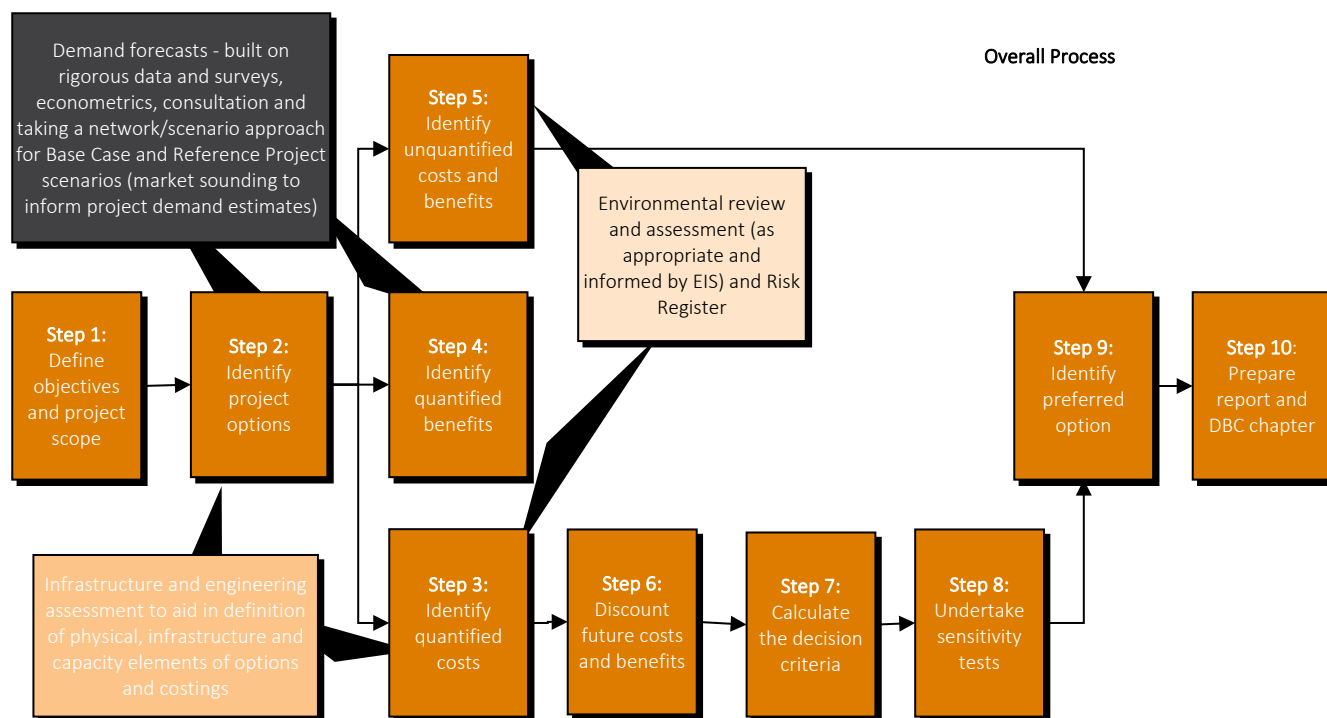 Demand forecasts - built on
rigorous data and surveys,
econometrics, consultation and
taking a network/scenario approach
for Base Case and Reference Project
scenarios (market sounding to
inform project demand estimates)
Overall Process
Step 5:
Identify
unquantified
costs and
benefits
Environmental review
and assessment (as
appropriate and
informed by EIS) and Risk
Register
Step 1:
Define
objectives
and project
scope
Step 2:
Identify
project
options
Step 4:
Identify
quantified
benefits
Step 9:
Identify
preferred
option
Step 10:
Prepare
report and
DBC chapter
Infrastructure and engineering
assessment to aid in definition
of physical, infrastructure and
capacity elements of options
and costings
Step 3:
Identify
quantified
costs
Step 6:
Discount
future costs
and benefits
Step 7:
Calculate
the decision
criteria
Step 8:
Undertake
sensitivity
tests